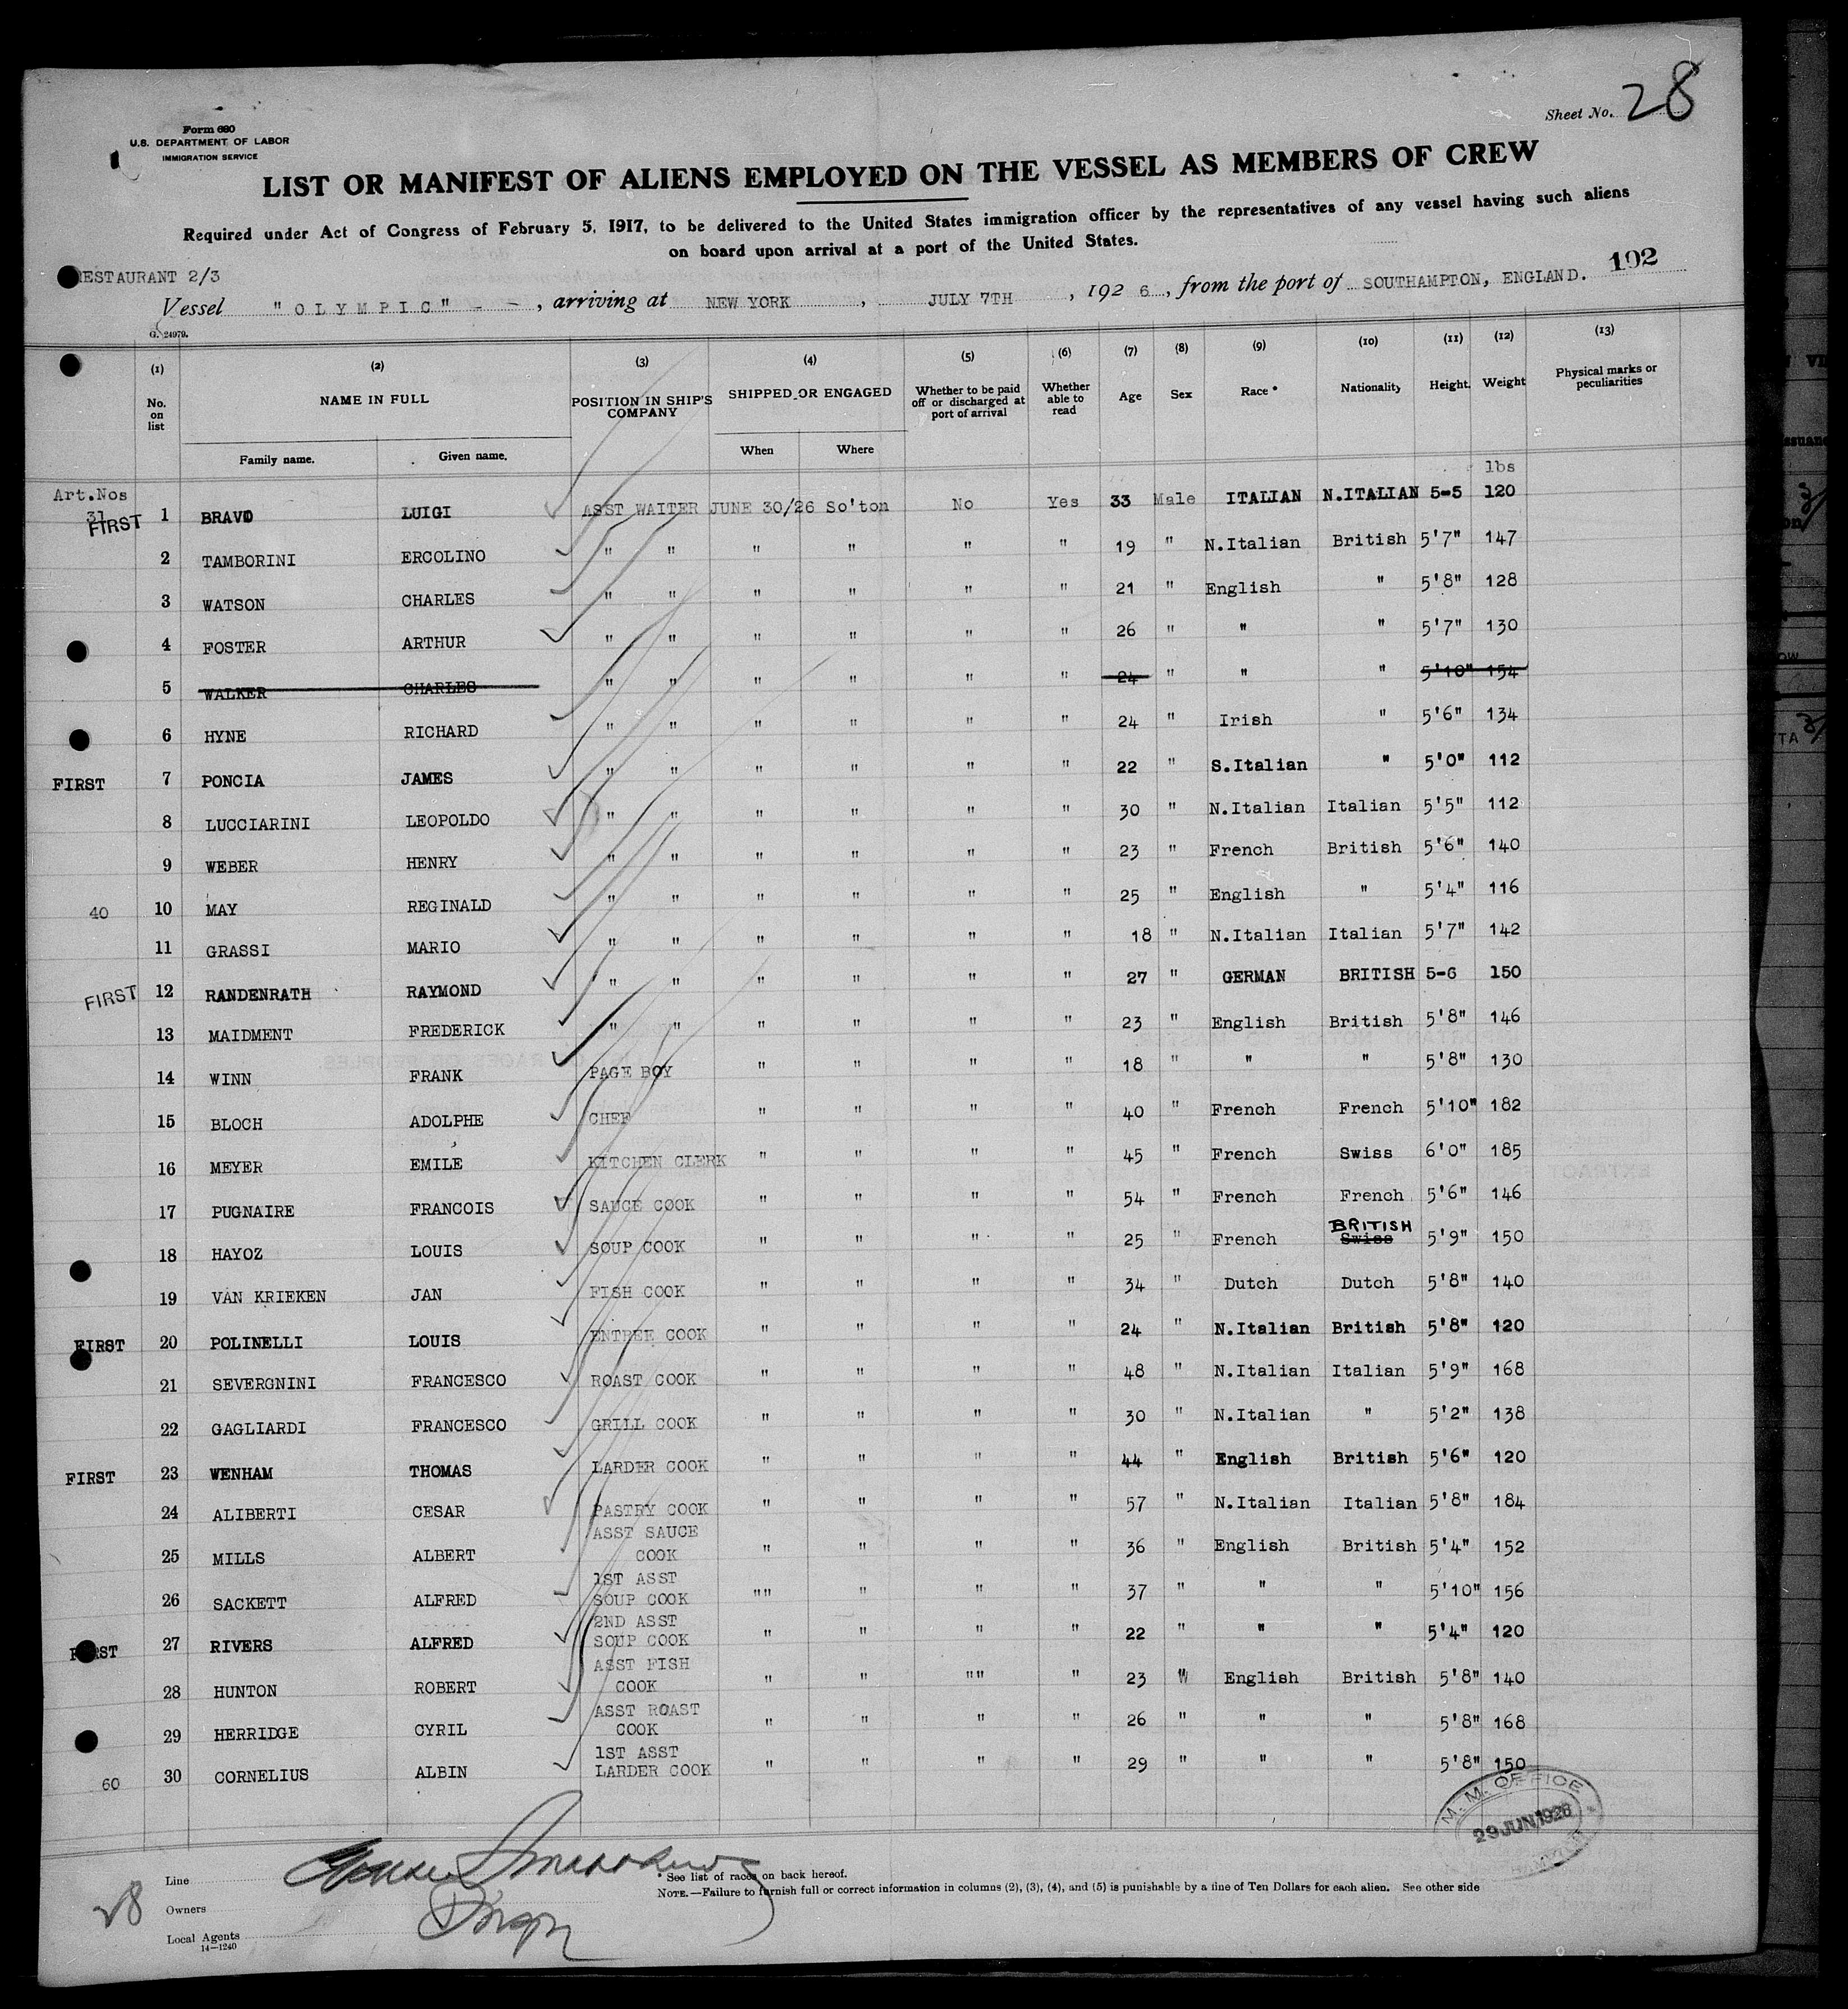 Sheet No. 28
Form 680
U.S. DEPARTMENT OF LABOR
IMMIGRATION SERVICE
LIST OR MANIFEST OF ALIENS EMPLOYED ON THE VESSEL AS MEMBERS OF CREW
Required under Act of Congress of February 5, 1917, to be delivered to the United States immigration officer by the representatives of any vessel having such aliens
on board upon arrival at a port of the United States.
192
ESTAURANT 2/3
Vessel "OLYMPIC" - -, arriving at NEW YORK, JULY 7TH, 1926, from the port of SOUTHAMPTON, ENGLAND.
G. 24979.
(1) (2) (3) (4) (5) (6) (7) (8) (9) (10) (11) (12) (13)
No. on list NAME IN FULL POSITION IN SHIP'S COMPANY SHIPPED OR ENGAGED Whether to be paid off or discharged at port of arrival Whether able to read Age Sex Race* Nationality Height. Weight Physical marks or peculiarities
Family name. Given name. When Where
lbs
Art.Nos
31
FIRST 1 BRAVO LUIGI ASST WAITER JUNE 30/26 So'ton No Yes 33 Male ITALIAN N.ITALIAN 5-5 120
2 TAMBORINI ERCOLINO " " " " " " 19 " N.Italian British 5'7" 147
3 WATSON CHARLES " " " " " " 21 " English " 5'8" 128
4 FOSTER ARTHUR " " " " " " 26 " " " 5'7" 130
5 WALKER CHARLES " " " " " " 24 " " " 5'10" 154
6 HYNE RICHARD " " " " " " 24 " Irish " 5'6" 134
FIRST 7 PONCIA JAMES " " " " " " 22 " S.Italian " 5'0" 112
8 LUCCIARINI LEOPOLDO " " " " " " 30 " N.Italian Italian 5'5" 112
9 WEBER HENRY " " " " " " 23 " French British 5'6" 140
40 10 MAY REGINALD " " " " " " 25 " English " 5'4" 116
11 GRASSI MARIO " " " " " " 18 " N.Italian Italian 5'7" 142
FIRST 12 RANDENRATH RAYMOND " " " " " " 27 " GERMAN BRITISH 5-6 150
13 MAIDMENT FREDERICK " " " " " " 23 " English British 5'8" 146
14 WINN FRANK PAGE BOY " " " " 18 " " " 5'8" 130
15 BLOCH ADOLPHE CHEF " " " " 40 " French French 5'10" 182
16 MEYER EMILE KITCHEN CLERK " " " " 45 " French Swiss 6'0" 185
17 PUGNAIRE FRANCOIS SAUCE COOK " " " " 54 " French French 5'6" 146
BRITISH
18 HAYOZ LOUIS SOUP COOK " " " " 25 " French Swiss 5'9" 150
19 VAN KRIEKEN JAN FISH COOK " " " " 34 " Dutch Dutch 5'8" 140
FIRST 20 POLINELLI LOUIS ENTREE COOK " " " " 24 " N.Italian British 5'8" 120
21 SEVERGNINI FRANCESCO ROAST COOK " " " " 48 " N.Italian Italian 5'9" 168
22 GAGLIARDI FRANCESCO GRILL COOK " " " " 30 " N.Italian " 5'2" 138
FIRST 23 WENHAM THOMAS LARDER COOK " " " " 44 " English British 5'6" 120
24 ALIBERTI CESAR PASTRY COOK " " " " 57 " N.Italian Italian 5'8" 184
ASST SAUCE
25 MILLS ALBERT COOK " " " " 36 " English British 5'4" 152
1ST ASST
26 SACKETT ALFRED SOUP COOK "" " " " 37 " " " 5'10" 156
2ND ASST
FIRST 27 RIVERS ALFRED SOUP COOK " " " " 22 " " " 5'4" 120
ASST FISH
28 HUNTON ROBERT COOK " " "" " 23 " English British 5'8" 140
ASST ROAST
29 HERRIDGE CYRIL COOK " " " " 26 " " " 5'8" 168
1ST ASST
60 30 CORNELIUS ALBIN LARDER COOK " " " " 29 " " " 5'8" 150
M. M. OFFICE
29 JUN 1926
Line
Owners
Local Agents
14—1240
28
* See list of races on back hereof.
NOTE.—Failure to furnish full or correct information in columns (2), (3), (4), and (5) is punishable by a fine of Ten Dollars for each alien. See other side